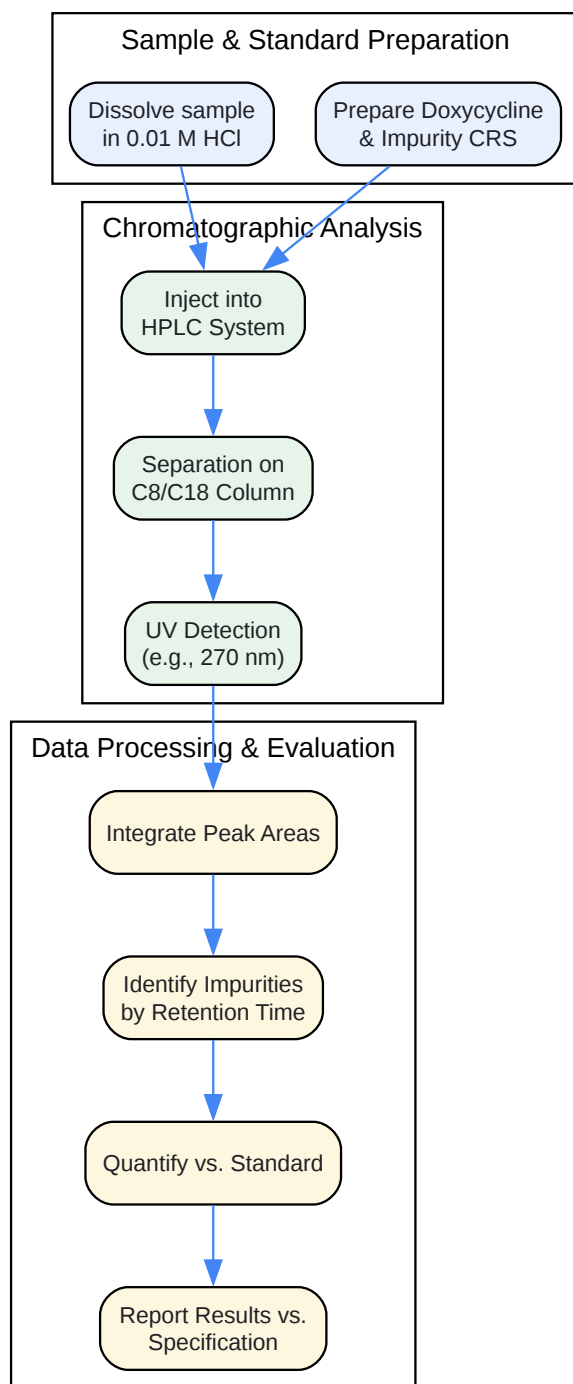 Sample & Standard Preparation
Dissolve sample
in 0.01 M HCl
Prepare Doxycycline
& Impurity CRS
Chromatographic Analysis
Inject into
HPLC System
Separation on
C8/C18 Column
UV Detection
(e.g., 270 nm)
Data Processing & Evaluation
Integrate Peak Areas
Identify Impurities
by Retention Time
Quantify vs. Standard
Report Results vs.
Specification